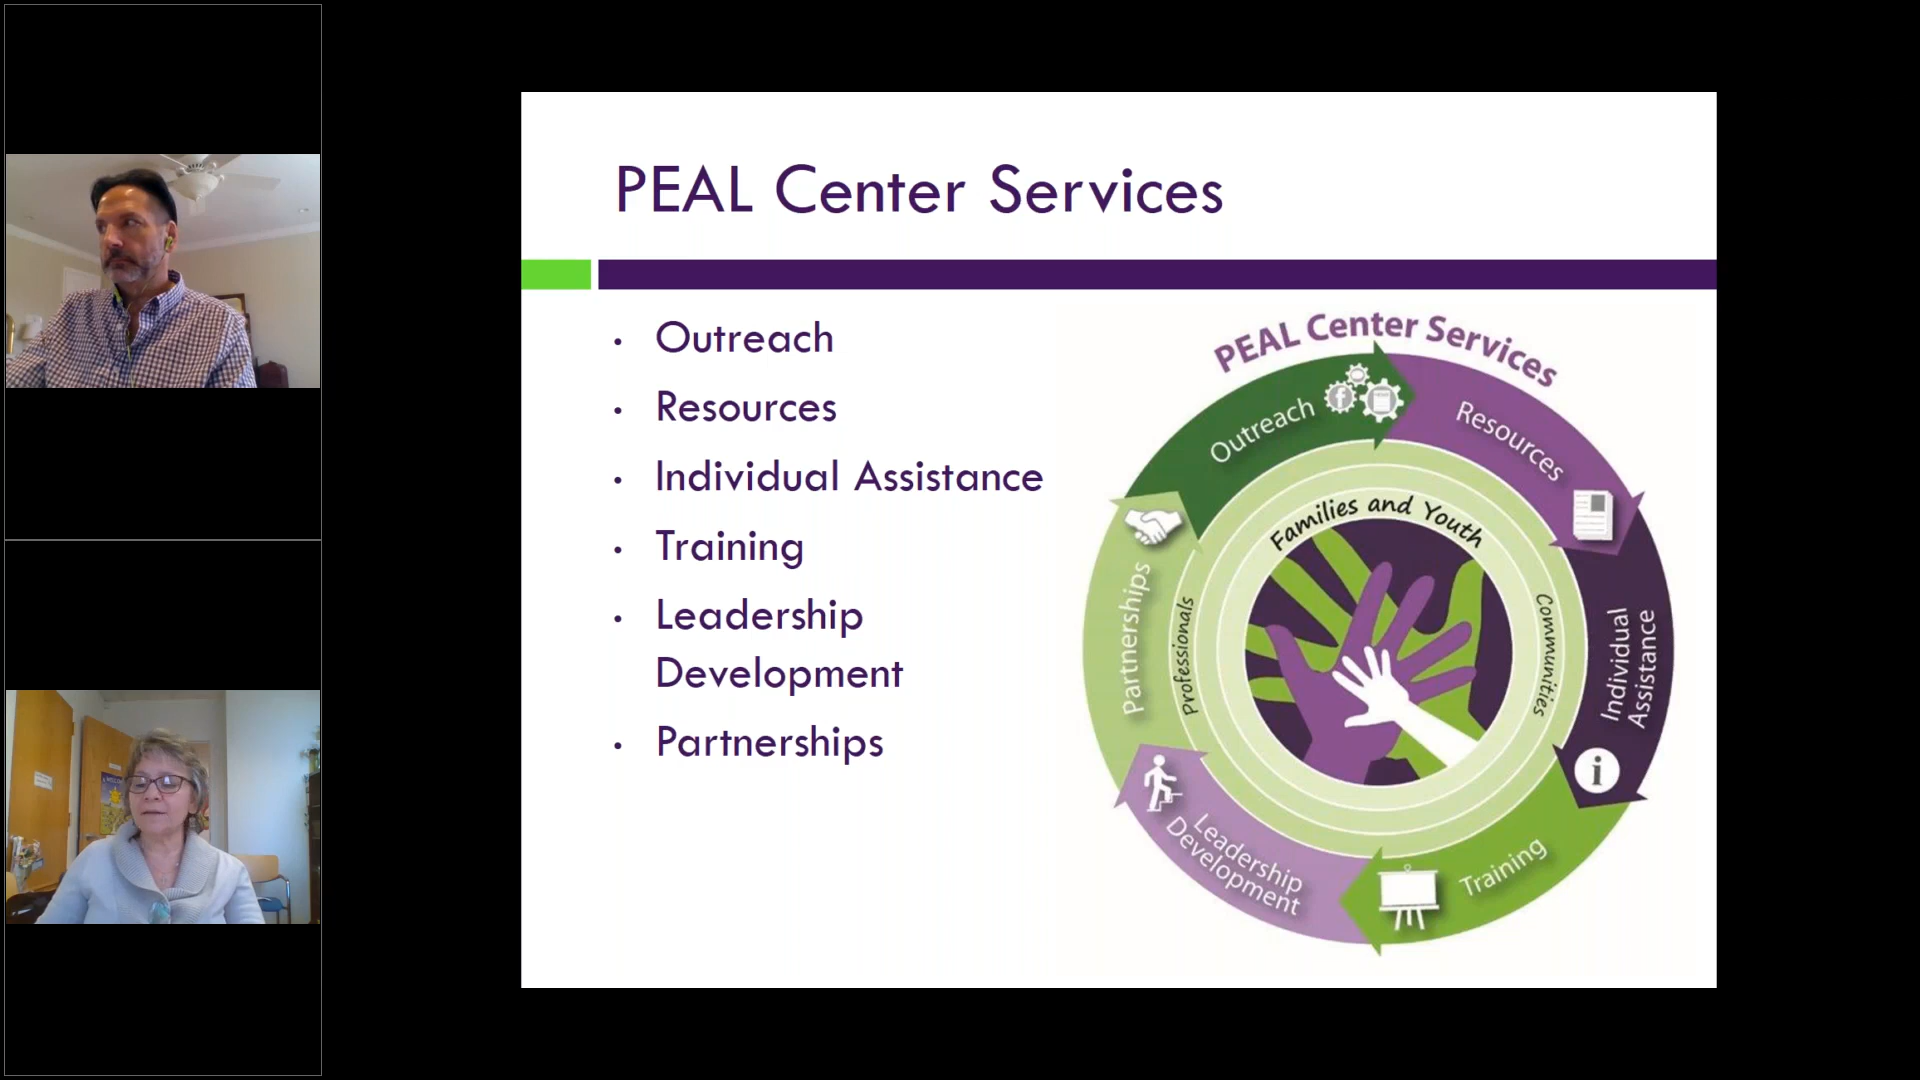 PEAL Center Services
• Outreach
• Resources
• Individual Assistance
• Training
• Leadership
Development
• Partnerships
PEAL Center Services
Outreach
Resources
Individual
Assistance
Training
Leadership
Development
Partnerships
Families and Youth
Communities
Professionals